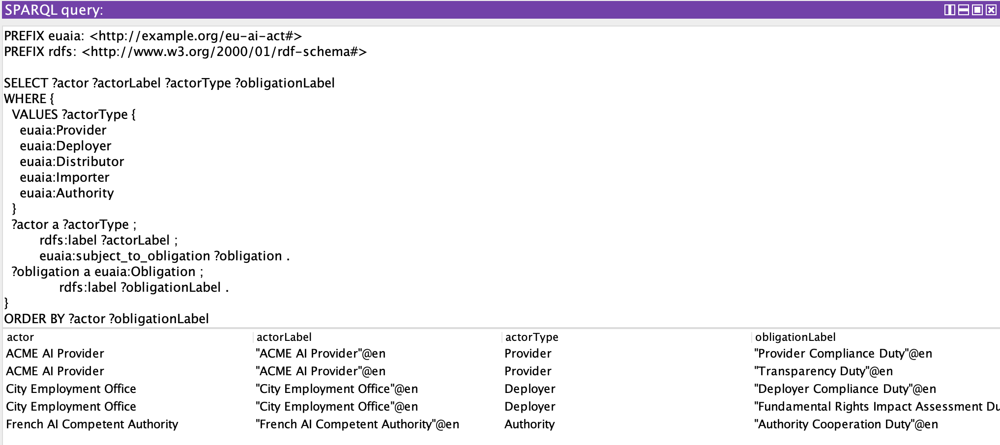 SPARQL query:
PREFIX euaia: <http://example.org/eu-ai-act#>
PREFIX rdfs: <http://www.w3.org/2000/01/rdf-schema#>
SELECT ?actor ?actorLabel ?actorType ?obligationLabel
WHERE {
VALUES ?actorType {
euaia:Provider
euaia:Deployer
euaia:Distributor
euaia:Importer
euaia:Authority
}
?actor a ?actorType ;
rdfs:label ?actorLabel ;
euaia:subject_to_obligation ?obligation .
?obligation a euaia:Obligation ;
rdfs:label ?obligationLabel .
}
ORDER BY ?actor ?obligationLabel
actor actorLabel actorType obligationLabel
ACME AI Provider "ACME AI Provider"@en Provider "Provider Compliance Duty"@en
ACME AI Provider "ACME AI Provider"@en Provider "Transparency Duty"@en
City Employment Office "City Employment Office"@en Deployer "Deployer Compliance Duty"@en
City Employment Office "City Employment Office"@en Deployer "Fundamental Rights Impact Assessment Du
French AI Competent Authority "French AI Competent Authority"@en Authority "Authority Cooperation Duty"@en